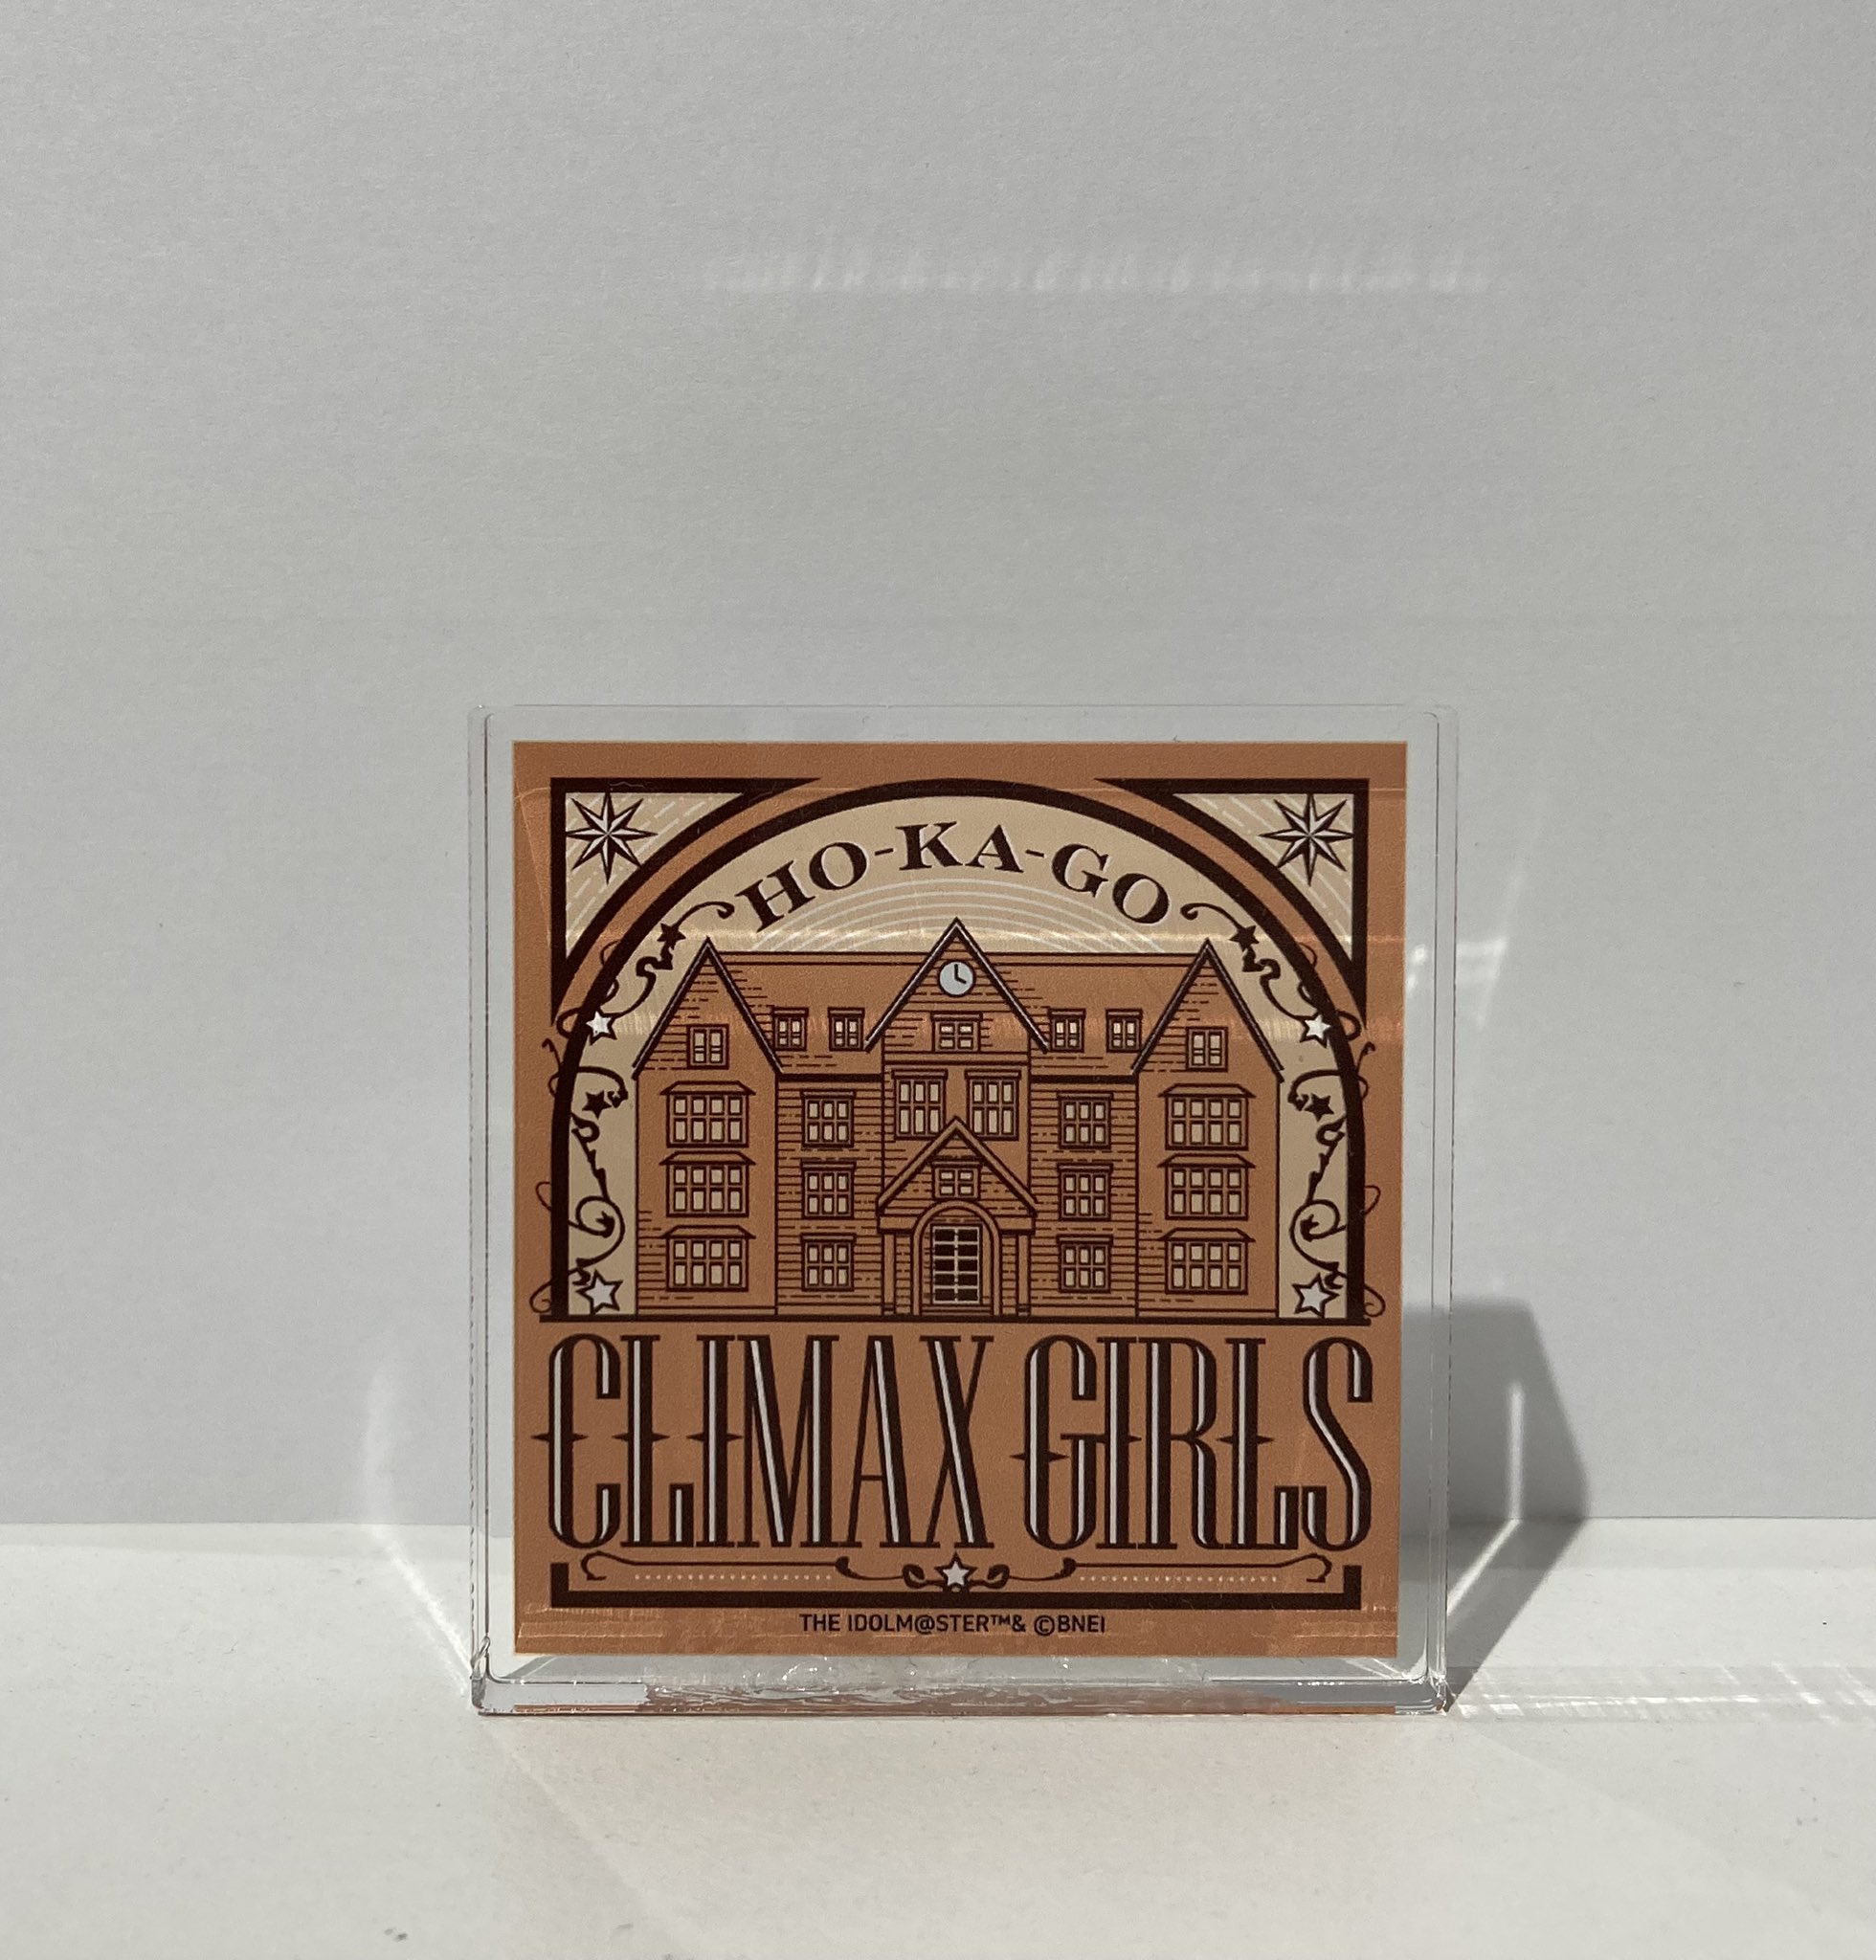 HO-KA-GO
CLIMAX GIRLS
THE IDOLM@STER™& ©BNEI